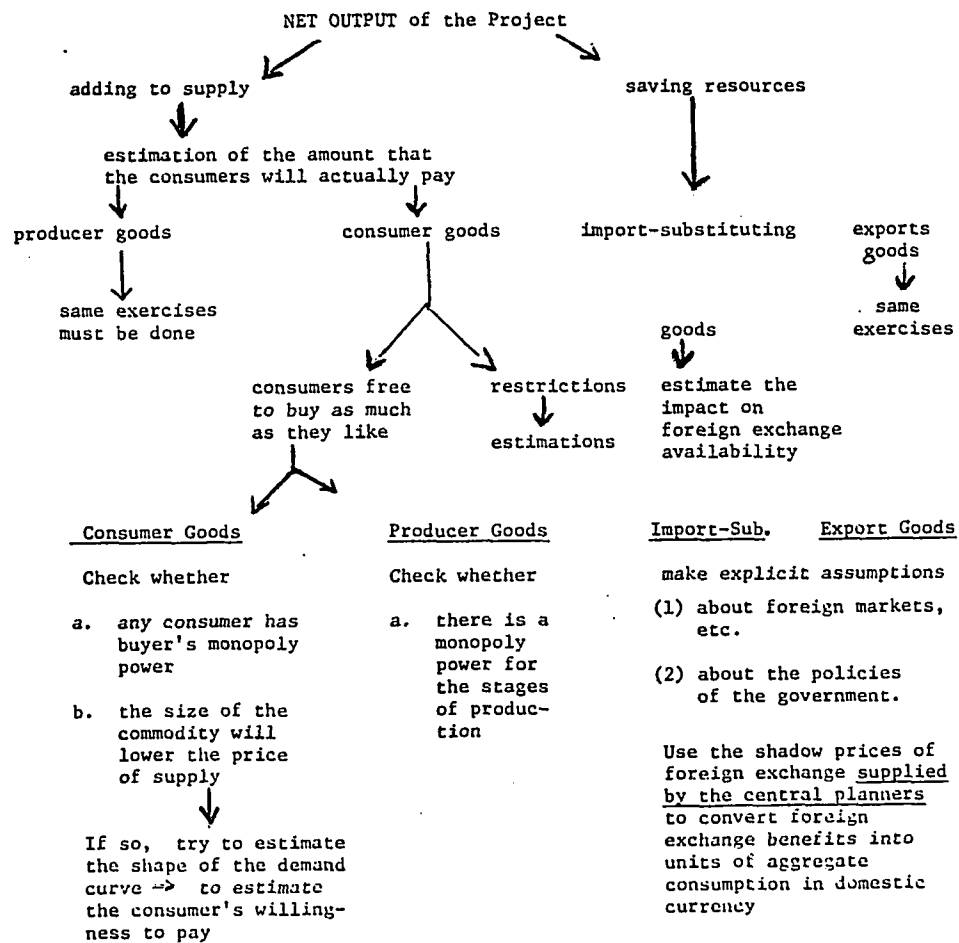 NET OUTPUT of the Project
adding to supply
saving resources
estimation of the amount that
the consumers will actually pay
producer goods
consumer goods
import-substituting
exports
goods
same exercises
must be done
goods
same
exercises
consumers free
to buy as much
as they like
restrictions
estimations
estimate the
impact on
foreign exchange
availability
Consumer Goods
Check whether
a. any consumer has
buyer's monopoly
power
b. the size of the
commodity will
lower the price
of supply
If so, try to estimate
the shape of the demand
curve => to estimate
the consumer's willing-
ness to pay
Producer Goods
Check whether
a. there is a
monopoly
power for
the stages
of produc-
tion
Import-Sub. Export Goods
make explicit assumptions
(1) about foreign markets,
etc.
(2) about the policies
of the government.
Use the shadow prices of
foreign exchange supplied
by the central planners
to convert foreign
exchange benefits into
units of aggregate
consumption in domestic
currency